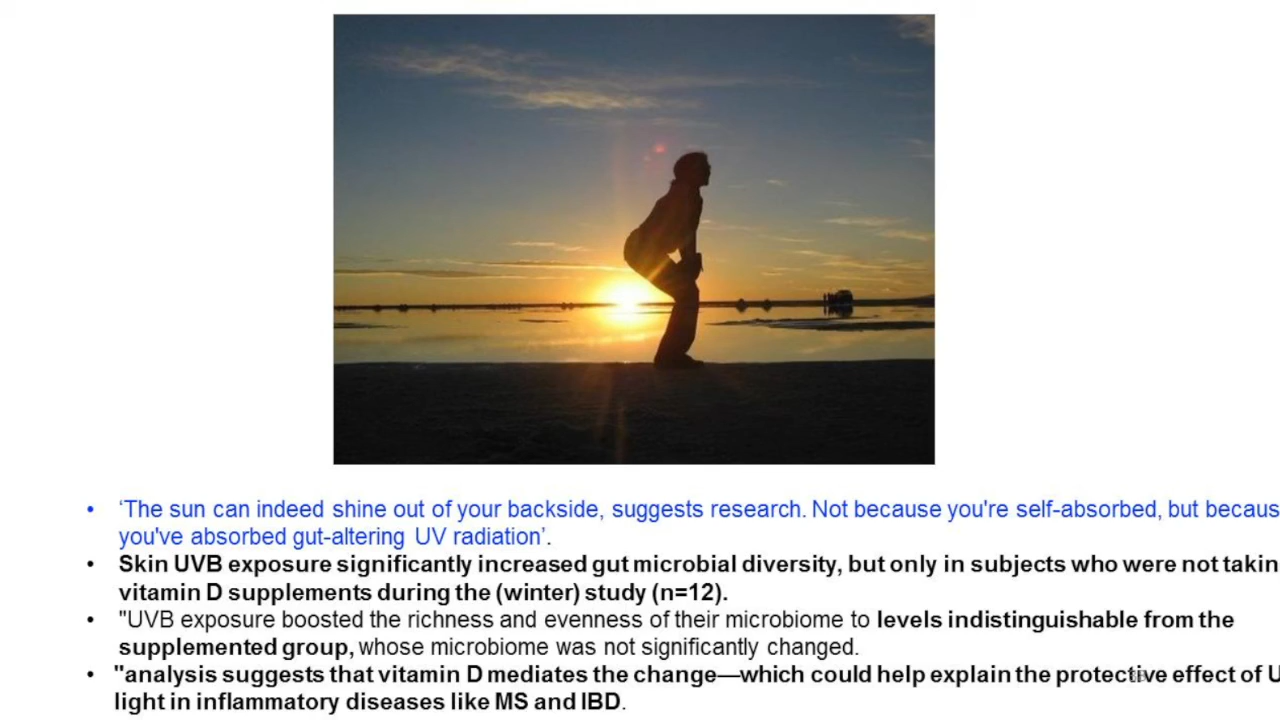 • ‘The sun can indeed shine out of your backside, suggests research. Not because you're self-absorbed, but becaus
you've absorbed gut-altering UV radiation’.
• Skin UVB exposure significantly increased gut microbial diversity, but only in subjects who were not takin
vitamin D supplements during the (winter) study (n=12).
• "UVB exposure boosted the richness and evenness of their microbiome to levels indistinguishable from the
supplemented group, whose microbiome was not significantly changed.
• "analysis suggests that vitamin D mediates the change—which could help explain the protective effect of U
light in inflammatory diseases like MS and IBD.